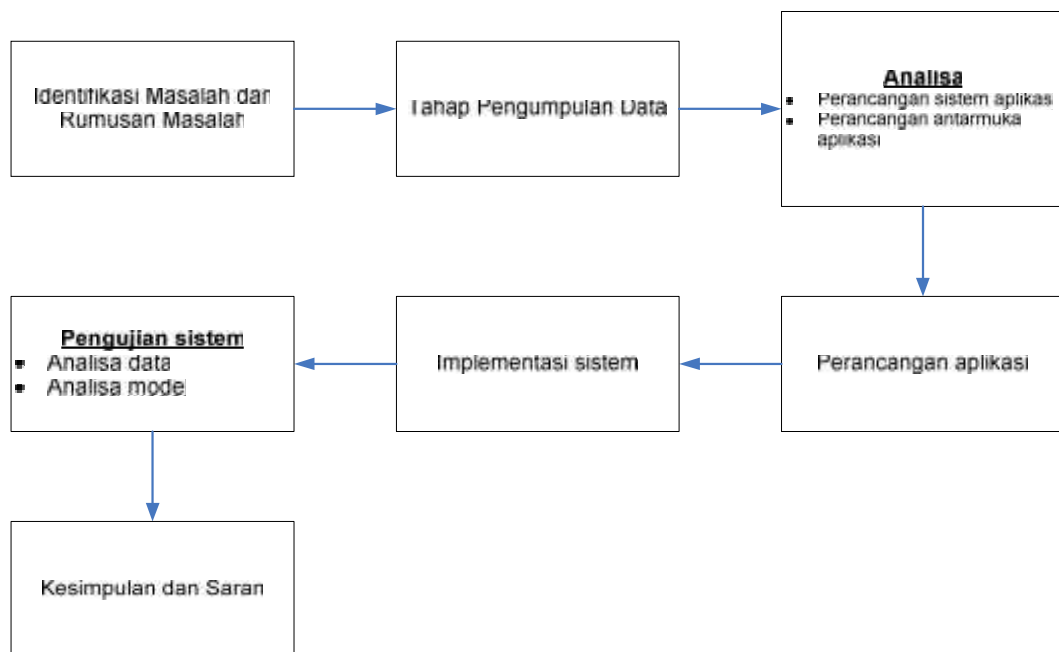 Identifikasi Masalah dan
Rumusan Masalah
Tahap Pengumpulan Data
Analisa
▪ Perancangan sistem aplikasi
▪ Perancangan antarmuka
aplikasi
Perancangan aplikasi
Implementasi sistem
Pengujian sistem
▪ Analisa data
▪ Analisa model
Kesimpulan dan Saran